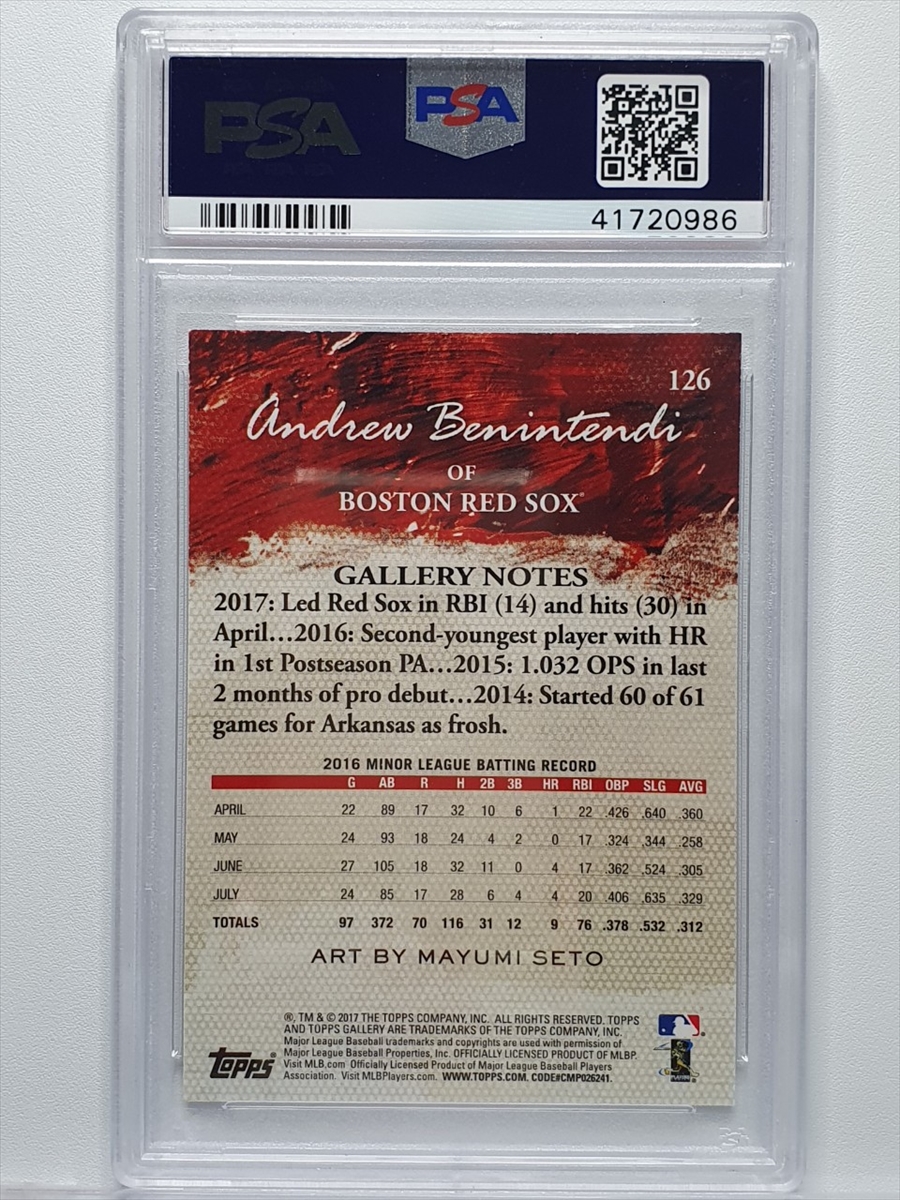 PSA PSA
41720986
126
Andrew Benintendi
OF
BOSTON RED SOX®
GALLERY NOTES
2017: Led Red Sox in RBI (14) and hits (30) in
April...2016: Second-youngest player with HR
in 1st Postseason PA...2015: 1.032 OPS in last
2 months of pro debut...2014: Started 60 of 61
games for Arkansas as frosh.
2016 MINOR LEAGUE BATTING RECORD
G AB R H 2B 3B HR RBI OBP SLG AVG
APRIL 22 89 17 32 10 6 1 22 .426 .640 .360
MAY 24 93 18 24 4 2 0 17 .324 .344 .258
JUNE 27 105 18 32 11 0 4 17 .362 .524 .305
JULY 24 85 17 28 6 4 4 20 .406 .635 .329
TOTALS 97 372 70 116 31 12 9 76 .378 .532 .312
ART BY MAYUMI SETO
®, TM & © 2017 THE TOPPS COMPANY, INC. ALL RIGHTS RESERVED. TOPPS
AND TOPPS GALLERY ARE TRADEMARKS OF THE TOPPS COMPANY, INC.
Major League Baseball trademarks and copyrights are used with permission of
Major League Baseball Properties, Inc. OFFICIALLY LICENSED PRODUCT OF MLBP.
Visit MLB.com Officially Licensed Product of Major League Baseball Players
Association. Visit MLBPlayers.com. WWW.TOPPS.COM. CODE#CMP026241.
TOPPS®
PLAYERS
PSA